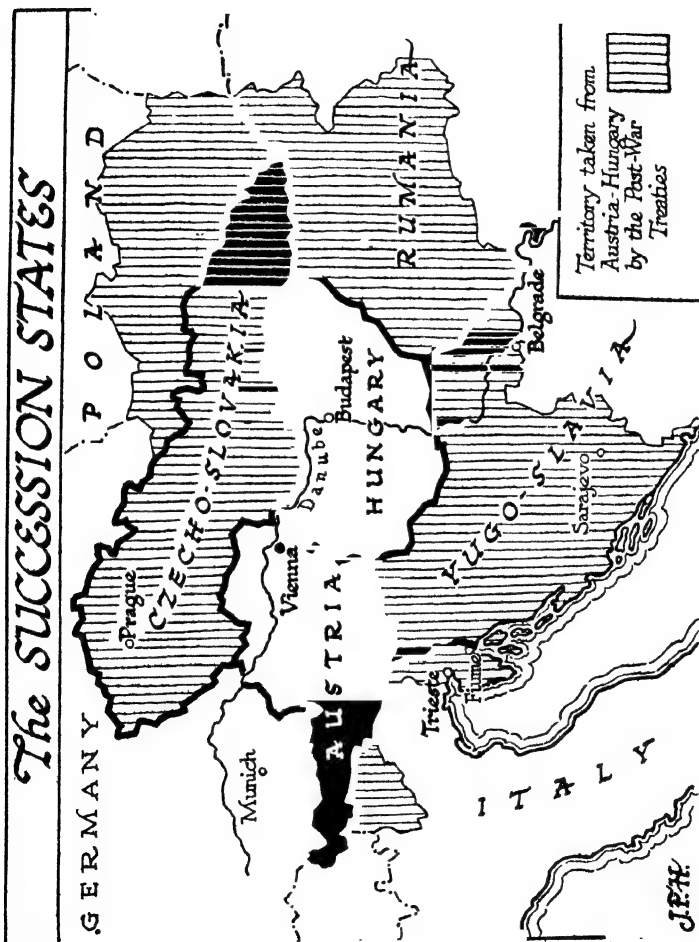 The SUCCESSION STATES
GERMANY
POLAND
Prague
CZECHO-SLOVAKIA
Munich
Vienna
Danube
Budapest
AUSTRIA
HUNGARY
RUMANIA
Trieste
Fiume
YUGO-SLAVIA
Belgrade
Sarajevo
ITALY
Territory taken from
Austria-Hungary
by the Post-War
Treaties
J.F.H.